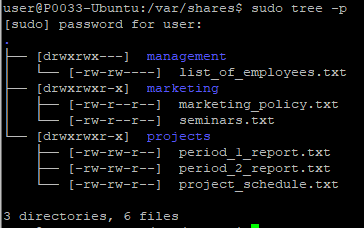 user@P0033-Ubuntu:/var/shares$ sudo tree -p
[sudo] password for user:
.
├── [drwxrwx---]  management
│   └── [-rw-rw----]  list_of_employees.txt
├── [drwxrwxr-x]  marketing
│   ├── [-rw-r--r--]  marketing_policy.txt
│   └── [-rw-r--r--]  seminars.txt
└── [drwxrwxr-x]  projects
    ├── [-rw-rw-r--]  period_1_report.txt
    ├── [-rw-rw-r--]  period_2_report.txt
    └── [-rw-rw-r--]  project_schedule.txt
3 directories, 6 files